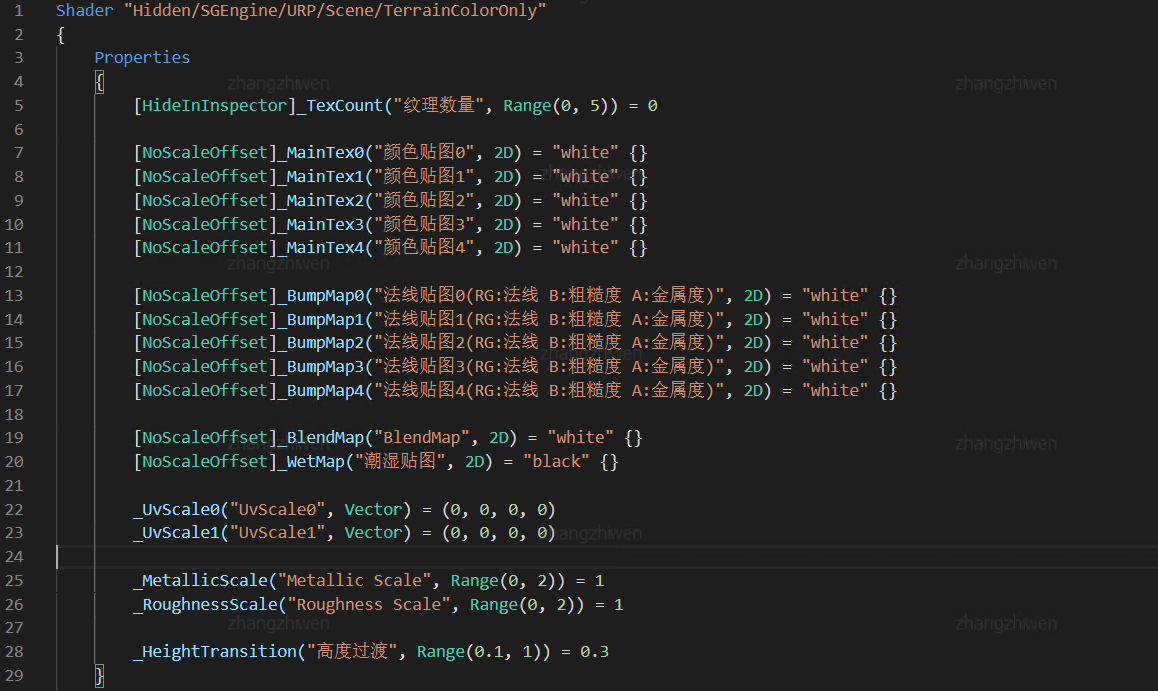 1 Shader "Hidden/SGEngine/URP/Scene/TerrainColorOnly"
2 {
3 Properties
4 {
5 [HideInInspector]_TexCount("纹理数量", Range(0, 5)) = 0
6
7 [NoScaleOffset]_MainTex0("颜色贴图0", 2D) = "white" {}
8 [NoScaleOffset]_MainTex1("颜色贴图1", 2D) = "white" {}
9 [NoScaleOffset]_MainTex2("颜色贴图2", 2D) = "white" {}
10 [NoScaleOffset]_MainTex3("颜色贴图3", 2D) = "white" {}
11 [NoScaleOffset]_MainTex4("颜色贴图4", 2D) = "white" {}
12
13 [NoScaleOffset]_BumpMap0("法线贴图0(RG:法线 B:粗糙度 A:金属度)", 2D) = "white" {}
14 [NoScaleOffset]_BumpMap1("法线贴图1(RG:法线 B:粗糙度 A:金属度)", 2D) = "white" {}
15 [NoScaleOffset]_BumpMap2("法线贴图2(RG:法线 B:粗糙度 A:金属度)", 2D) = "white" {}
16 [NoScaleOffset]_BumpMap3("法线贴图3(RG:法线 B:粗糙度 A:金属度)", 2D) = "white" {}
17 [NoScaleOffset]_BumpMap4("法线贴图4(RG:法线 B:粗糙度 A:金属度)", 2D) = "white" {}
18
19 [NoScaleOffset]_BlendMap("BlendMap", 2D) = "white" {}
20 [NoScaleOffset]_WetMap("潮湿贴图", 2D) = "black" {}
21
22 _UvScale0("UvScale0", Vector) = (0, 0, 0, 0)
23 _UvScale1("UvScale1", Vector) = (0, 0, 0, 0)
24
25 _MetallicScale("Metallic Scale", Range(0, 2)) = 1
26 _RoughnessScale("Roughness Scale", Range(0, 2)) = 1
27
28 _HeightTransition("高度过渡", Range(0.1, 1)) = 0.3
29 }
zhangzhiwen
zhangzhiwen
zhangzhiwen
zhangzhiwen
zhangzhiwen
zhangzhiwen
zhangzhiwen
zhangzhiwen
zhangzhiwen
zhangzhiwen
zhangzhiwen